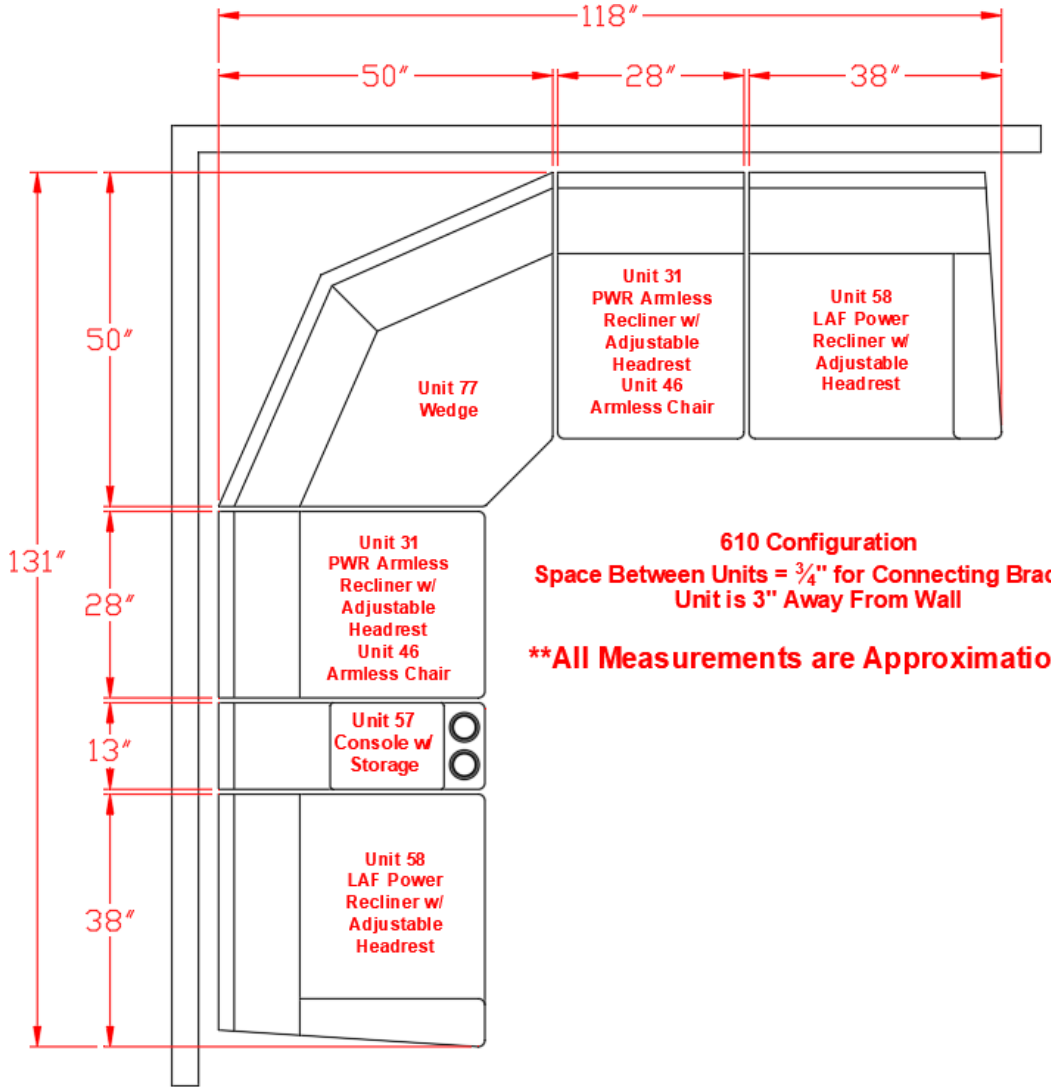 118"
50"
28"
38"
50"
131"
28"
13"
38"
Unit 77
Wedge
Unit 31
PWR Armless
Recliner w/
Adjustable
Headrest
Unit 46
Armless Chair
Unit 58
LAF Power
Recliner w/
Adjustable
Headrest
Unit 31
PWR Armless
Recliner w/
Adjustable
Headrest
Unit 46
Armless Chair
Unit 57
Console w/
Storage
Unit 58
LAF Power
Recliner w/
Adjustable
Headrest
610 Configuration
Space Between Units = ¾" for Connecting Brac
Unit is 3" Away From Wall
**All Measurements are Approximatio